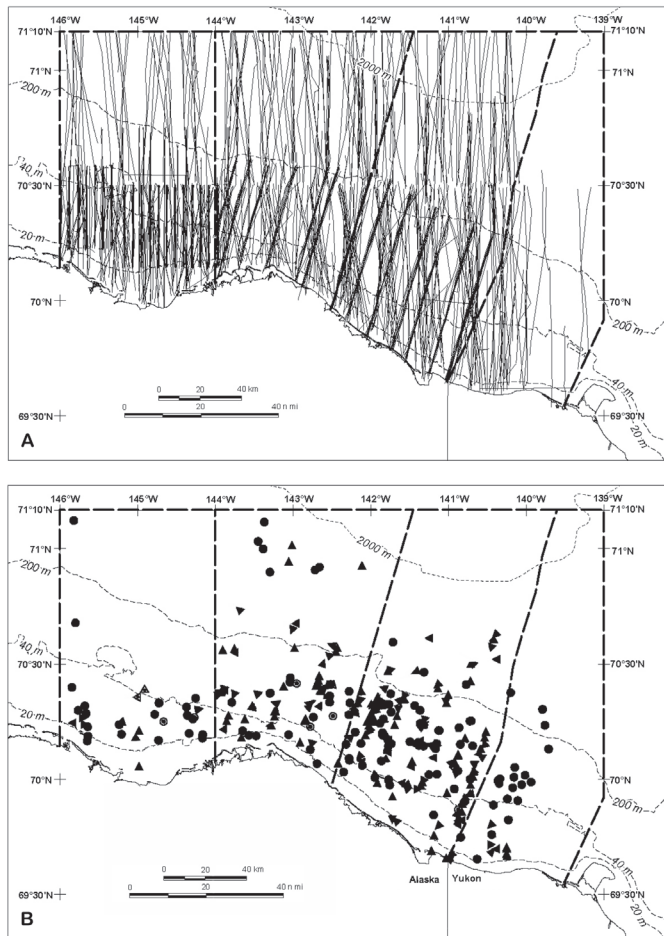 146°W 145°W 144°W 143°W 142°W 141°W 140°W 139°W
71°10'N 71°10'N
71°N 71°N
2000 m
200 m
40 m
70°30'N 70°30'N
20 m
70°N 70°N
200 m
40 m
20 m
0 20 40 km
0 20 40 n mi
69°30'N 69°30'N
A
146°W 145°W 144°W 143°W 142°W 141°W 140°W 139°W
71°10'N 71°10'N
71°N 71°N
2000 m
200 m
40 m
70°30'N 70°30'N
20 m
70°N 70°N
200 m
40 m
20 m
0 20 40 km
0 20 40 n mi
Alaska Yukon
69°30'N 69°30'N
B